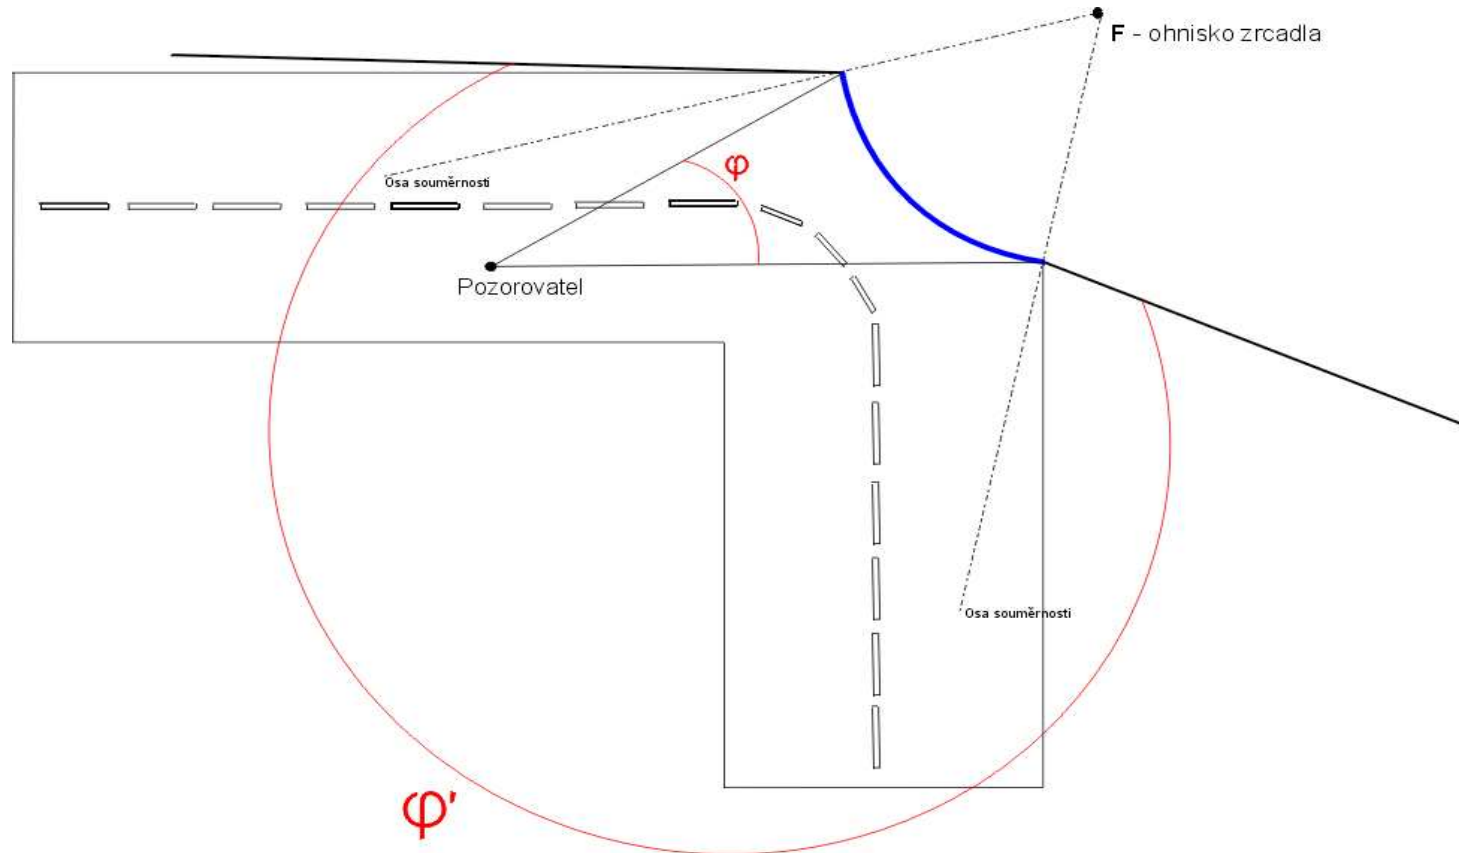 F - ohnisko zrcadla
φ
Osa souměrnosti
Pozorovatel
Osa souměrnosti
φ'